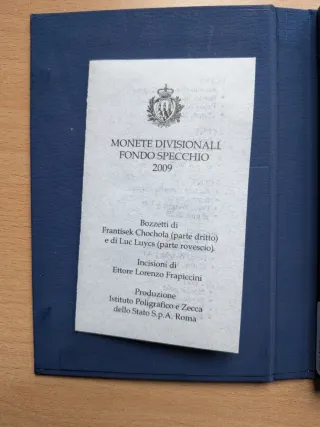 MONETE DIVISIONALI
FONDO SPECCHIO
2009
Bozzetti di
Frantisek Chochola (parte dritto)
e di Luc Luycs (parte rovescio)
Incisioni di
Ettore Lorenzo Frapiccini
Produzione
Istituto Poligrafico e Zecca
dello Stato S.p.A. Roma